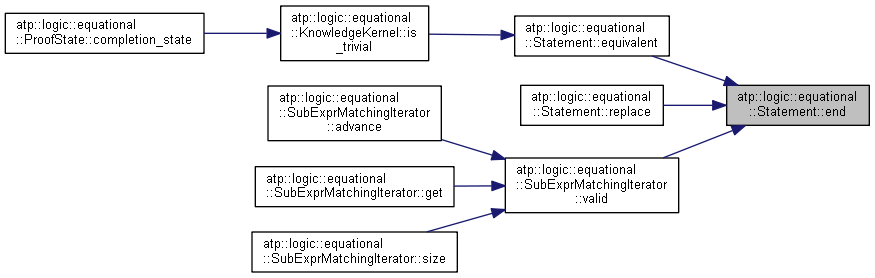 atp::logic::equational
::ProofState::completion_state
atp::logic::equational
::KnowledgeKernel::is
_trivial
atp::logic::equational
::Statement::equivalent
atp::logic::equational
::SubExprMatchingIterator
::advance
atp::logic::equational
::Statement::replace
atp::logic::equational
::Statement::end
atp::logic::equational
::SubExprMatchingIterator::get
atp::logic::equational
::SubExprMatchingIterator
::valid
atp::logic::equational
::SubExprMatchingIterator::size